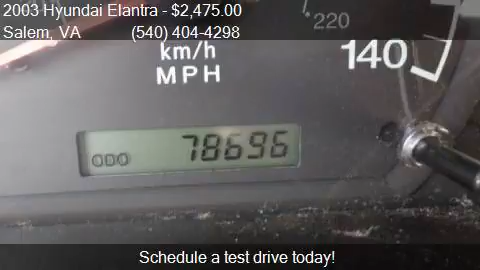 2003 Hyundai Elantra - $2,475.00
Salem, VA (540) 404-4298
220
140
km/h
MPH
ODO 78696
Schedule a test drive today!